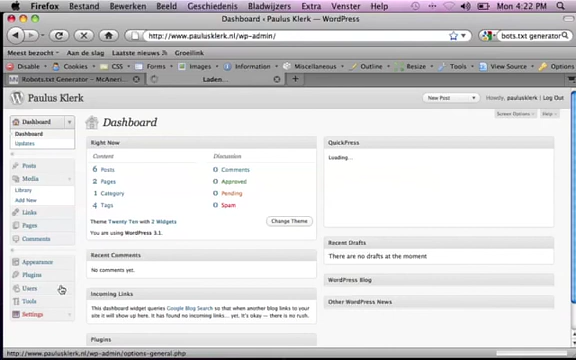 Firefox Bestand Bewerken Beeld Geschiedenis Bladwijzers Extra Venster Help Mon 4:22 PM
Dashboard ‹ Paulus Klerk — WordPress
http://www.paulusklerk.nl/wp-admin/ bots.txt generator
Meest bezocht Aan de slag Laatste nieuws Groeilink
Disable Cookies CSS Forms Images Information Miscellaneous Outline Resize Tools View Source Options
Robots.txt Generator - McAneri... Laden...
Paulus Klerk New Post Howdy, paulusklerk | Log Out
Screen Options Help
Dashboard
Dashboard
Updates
Posts
Media
Library
Add New
Links
Pages
Comments
Appearance
Plugins
Users
Tools
Settings
Dashboard
Right Now
Content Discussion
6 Posts 0 Comments
2 Pages 0 Approved
1 Category 0 Pending
4 Tags 0 Spam
Theme Twenty Ten with 2 Widgets Change Theme
You are using WordPress 3.1.
Recent Comments
No comments yet.
Incoming Links
This dashboard widget queries Google Blog Search so that when another blog links to
your site it will show up here. It has found no incoming links... yet. It's okay — there is no rush.
Plugins
QuickPress
Loading...
Recent Drafts
There are no drafts at the moment
WordPress Blog
Other WordPress News
http://www.paulusklerk.nl/wp-admin/options-general.php